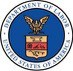 DEPARTMENT OF LABOR
UNITED STATES OF AMERICA